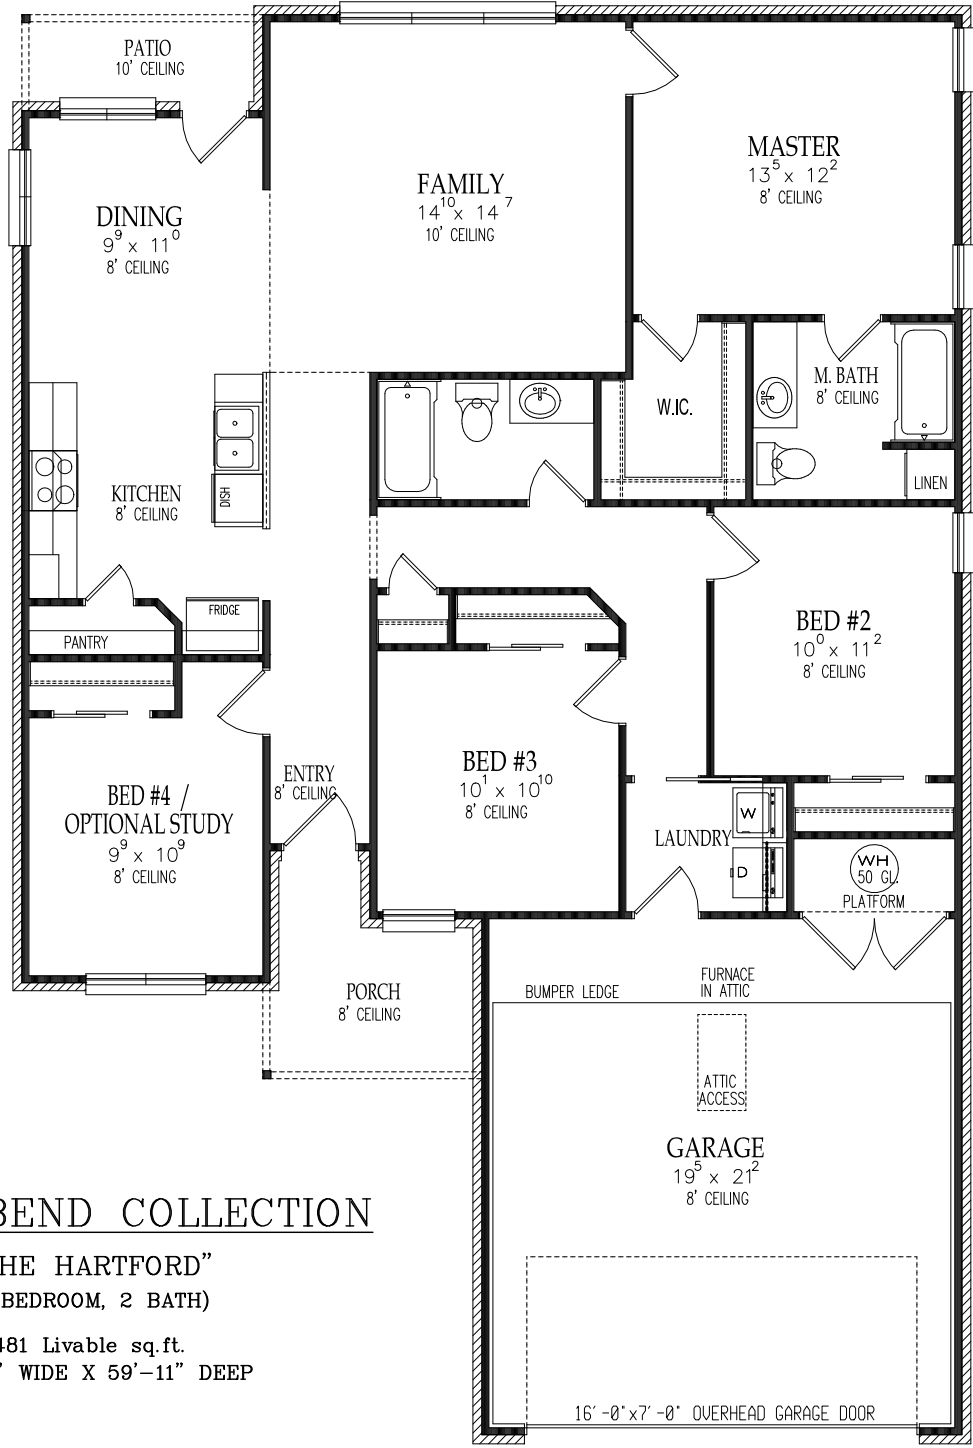 PATIO
10' CEILING
MASTER
13⁵ x 12²
8' CEILING
FAMILY
14¹⁰ x 14⁷
10' CEILING
DINING
9⁹ x 11⁰
8' CEILING
M. BATH
8' CEILING
W.IC.
LINEN
KITCHEN
8' CEILING
DISH
FRIDGE
PANTRY
BED #2
10⁰ x 11²
8' CEILING
BED #3
10¹ x 10¹⁰
8' CEILING
ENTRY
8' CEILING
BED #4 /
OPTIONAL STUDY
9⁹ x 10⁹
8' CEILING
W
LAUNDRY
D
WH
50 GL.
PLATFORM
PORCH
8' CEILING
FURNACE
IN ATTIC
BUMPER LEDGE
ATTIC
ACCESS
GARAGE
19⁵ x 21²
8' CEILING
16'-0"x7'-0" OVERHEAD GARAGE DOOR
BEND COLLECTION
HE HARTFORD"
BEDROOM, 2 BATH)
481 Livable sq.ft.
' WIDE X 59'-11" DEEP